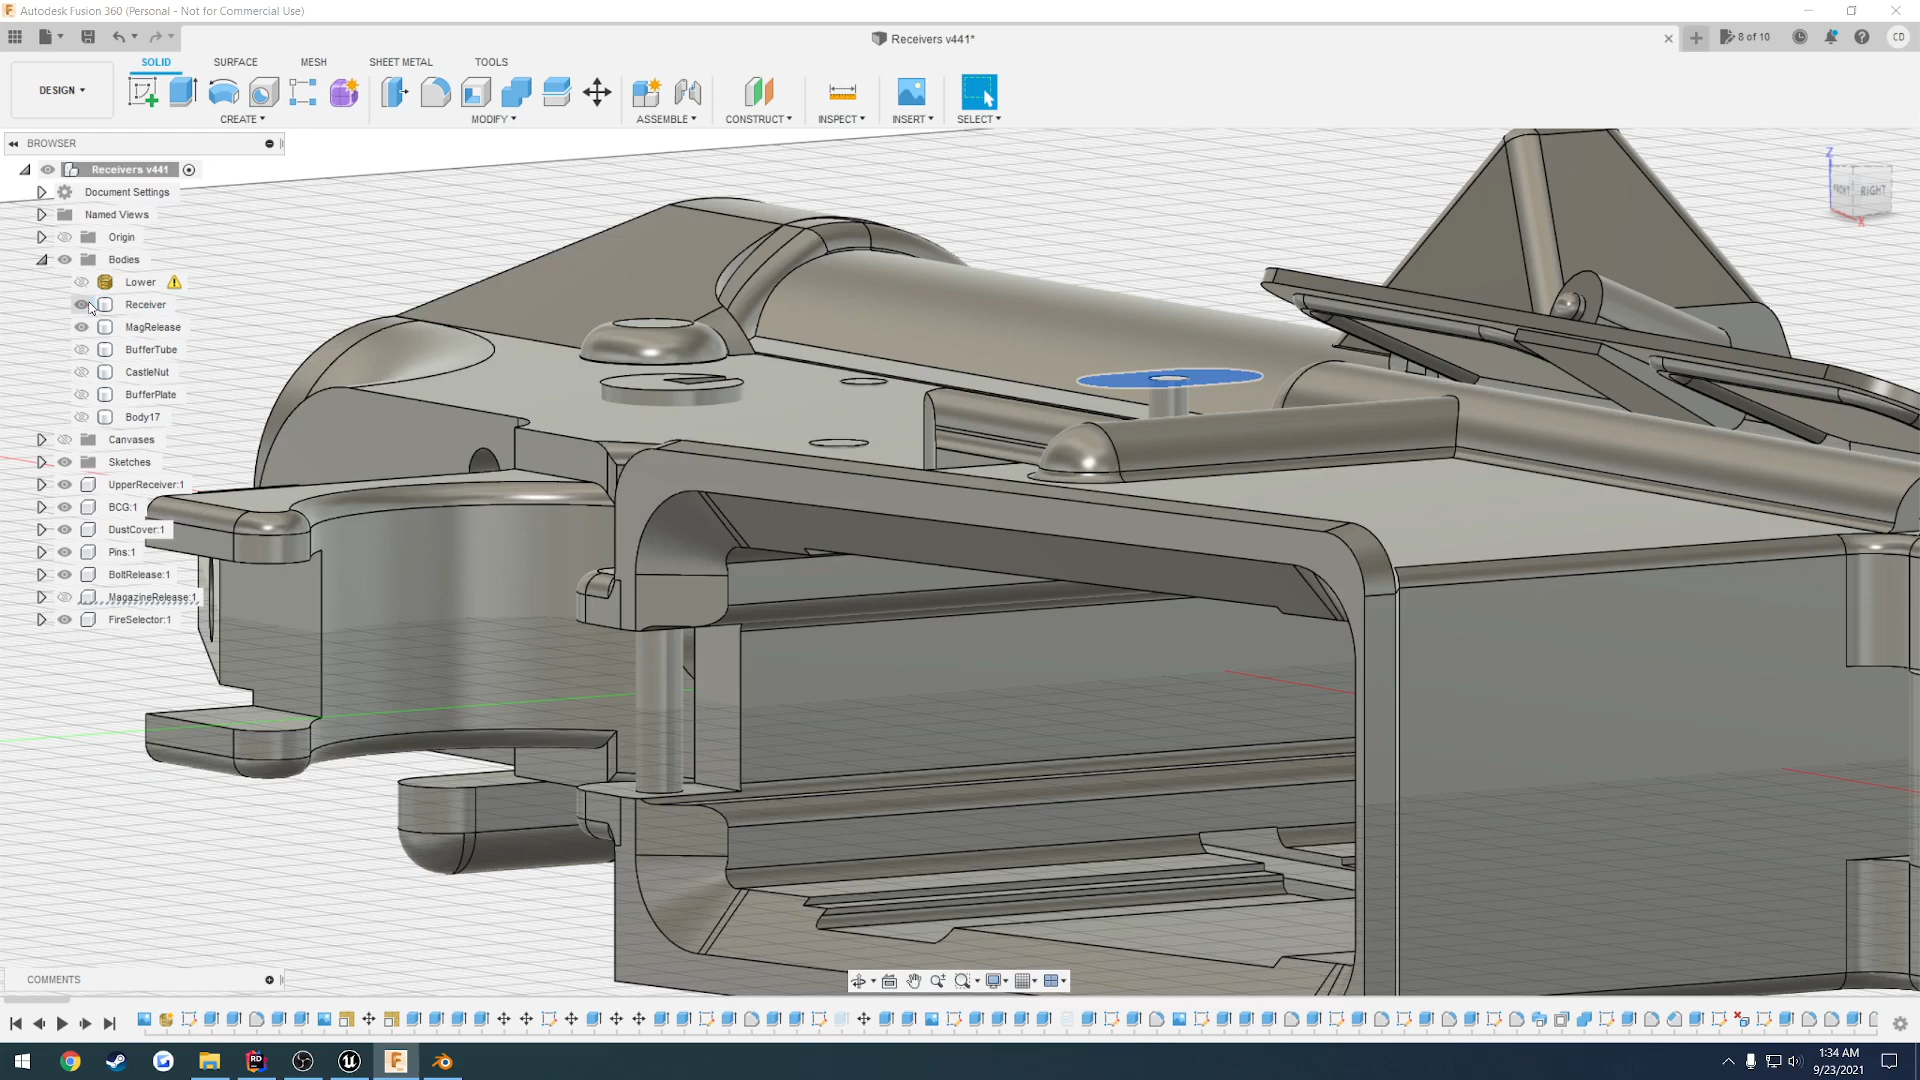 Autodesk Fusion 360 (Personal - Not for Commercial Use)
Receivers v441*
8 of 10
CD
DESIGN
SOLID
SURFACE
MESH
SHEET METAL
TOOLS
CREATE
MODIFY
ASSEMBLE
CONSTRUCT
INSPECT
INSERT
SELECT
BROWSER
Receivers v441
Document Settings
Named Views
Origin
Bodies
Lower
Receiver
MagRelease
BufferTube
CastleNut
BufferPlate
Body17
Canvases
Sketches
UpperReceiver:1
BCG:1
DustCover:1
Pins:1
BoltRelease:1
MagazineRelease:1
FireSelector:1
Z
FRONT
RIGHT
X
COMMENTS
RD
1:34 AM
9/23/2021